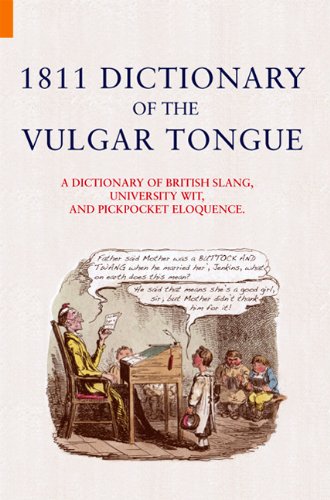 1811 DICTIONARY
OF THE
VULGAR TONGUE
A DICTIONARY OF BRITISH SLANG,
UNIVERSITY WIT,
AND PICKPOCKET ELOQUENCE.
Father said Mother was a BUTTOCK AND
TWANG when he married her, Jenkins, what
on earth does this mean?
He said that means she's a good girl,
sir, but Mother didn't thank
him for it!